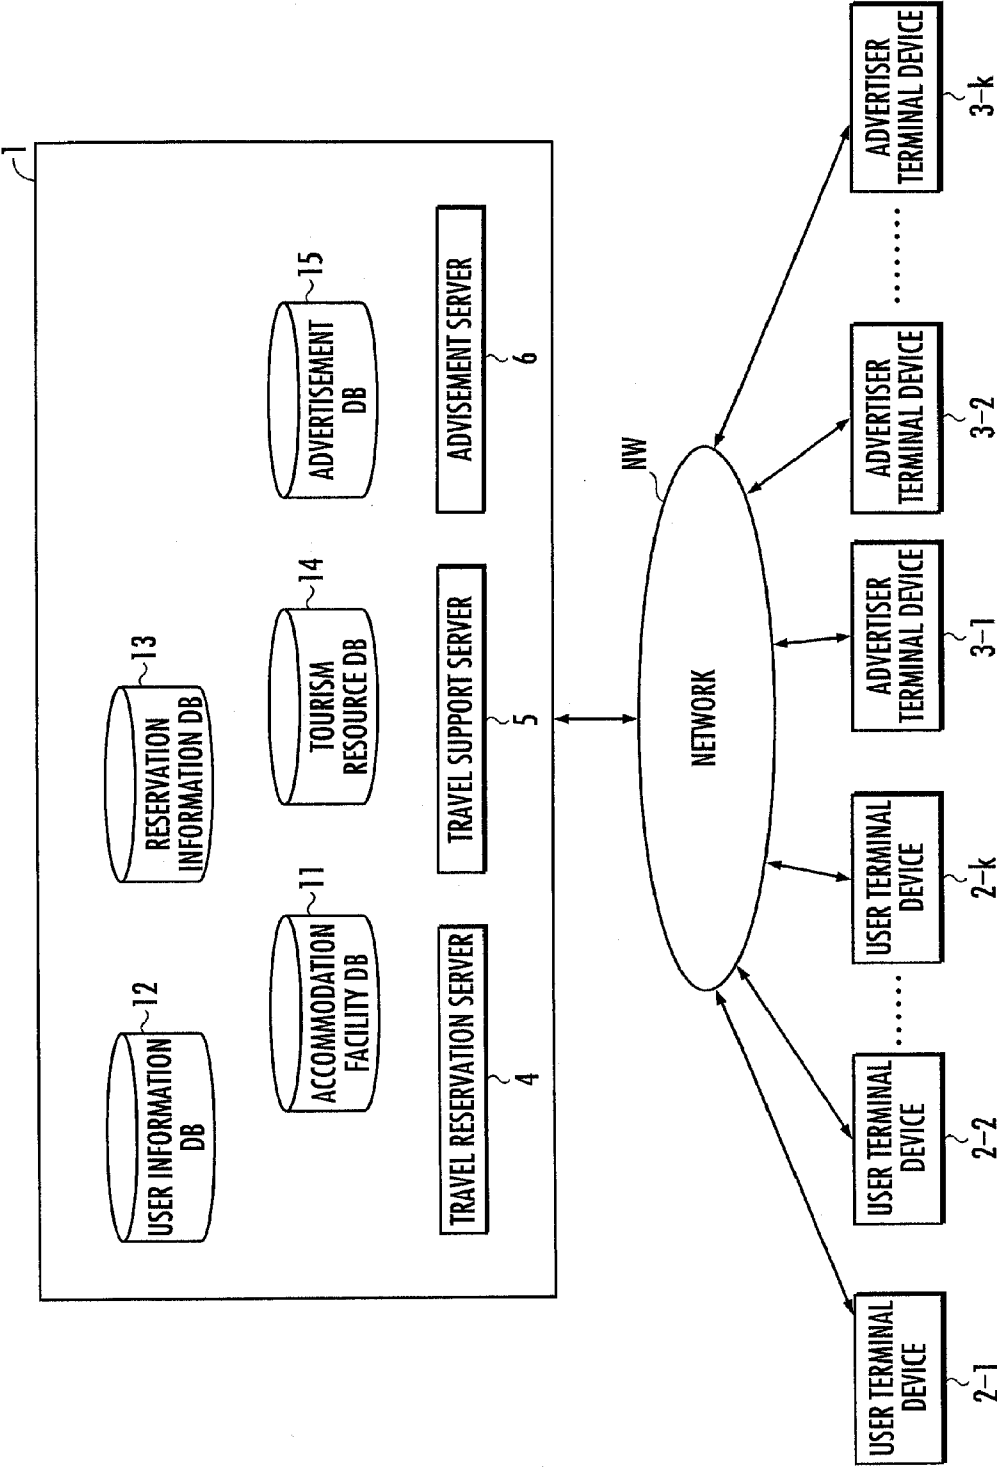 1
USER INFORMATION
DB
12
RESERVATION
INFORMATION DB
13
ACCOMMODATION
FACILITY DB
11
TOURISM
RESOURCE DB
14
ADVERTISEMENT
DB
15
TRAVEL RESERVATION SERVER
4
TRAVEL SUPPORT SERVER
5
ADVISEMENT SERVER
6
NETWORK
NW
USER TERMINAL
DEVICE
2-1
USER TERMINAL
DEVICE
2-2
........
USER TERMINAL
DEVICE
2-k
ADVERTISER
TERMINAL DEVICE
3-1
ADVERTISER
TERMINAL DEVICE
3-2
.........
ADVERTISER
TERMINAL DEVICE
3-k